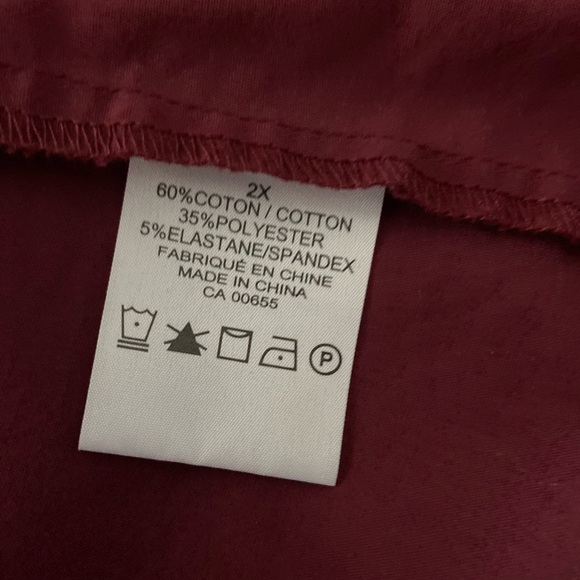 2X
60%COTON / COTTON
35%POLYESTER
5%ELASTANE/SPANDEX
FABRIQUÉ EN CHINE
MADE IN CHINA
CA 00655
P